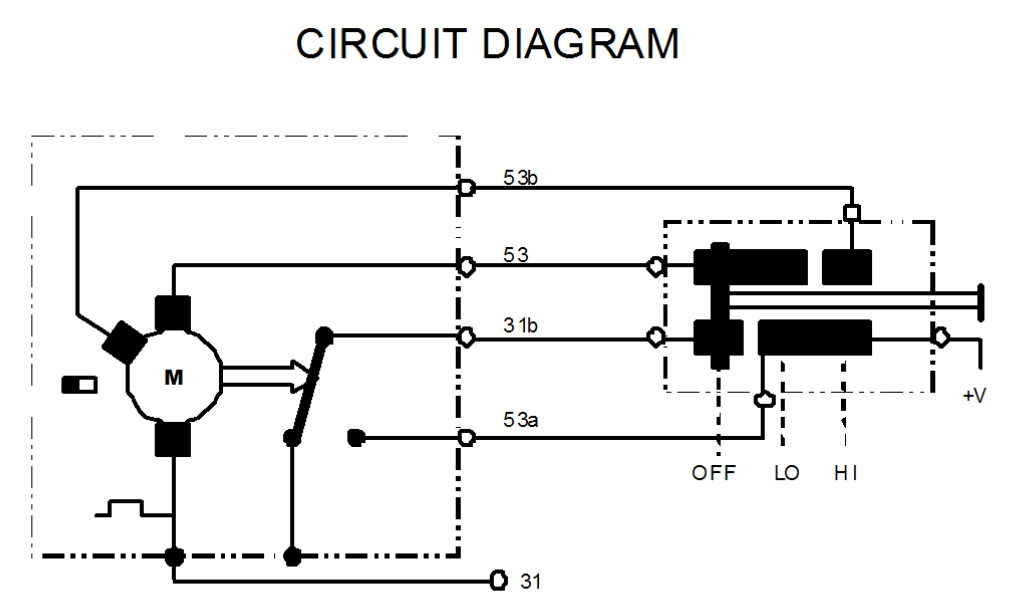 CIRCUIT DIAGRAM
53b
53
31b
M
+V
53a
OFF LO HI
31